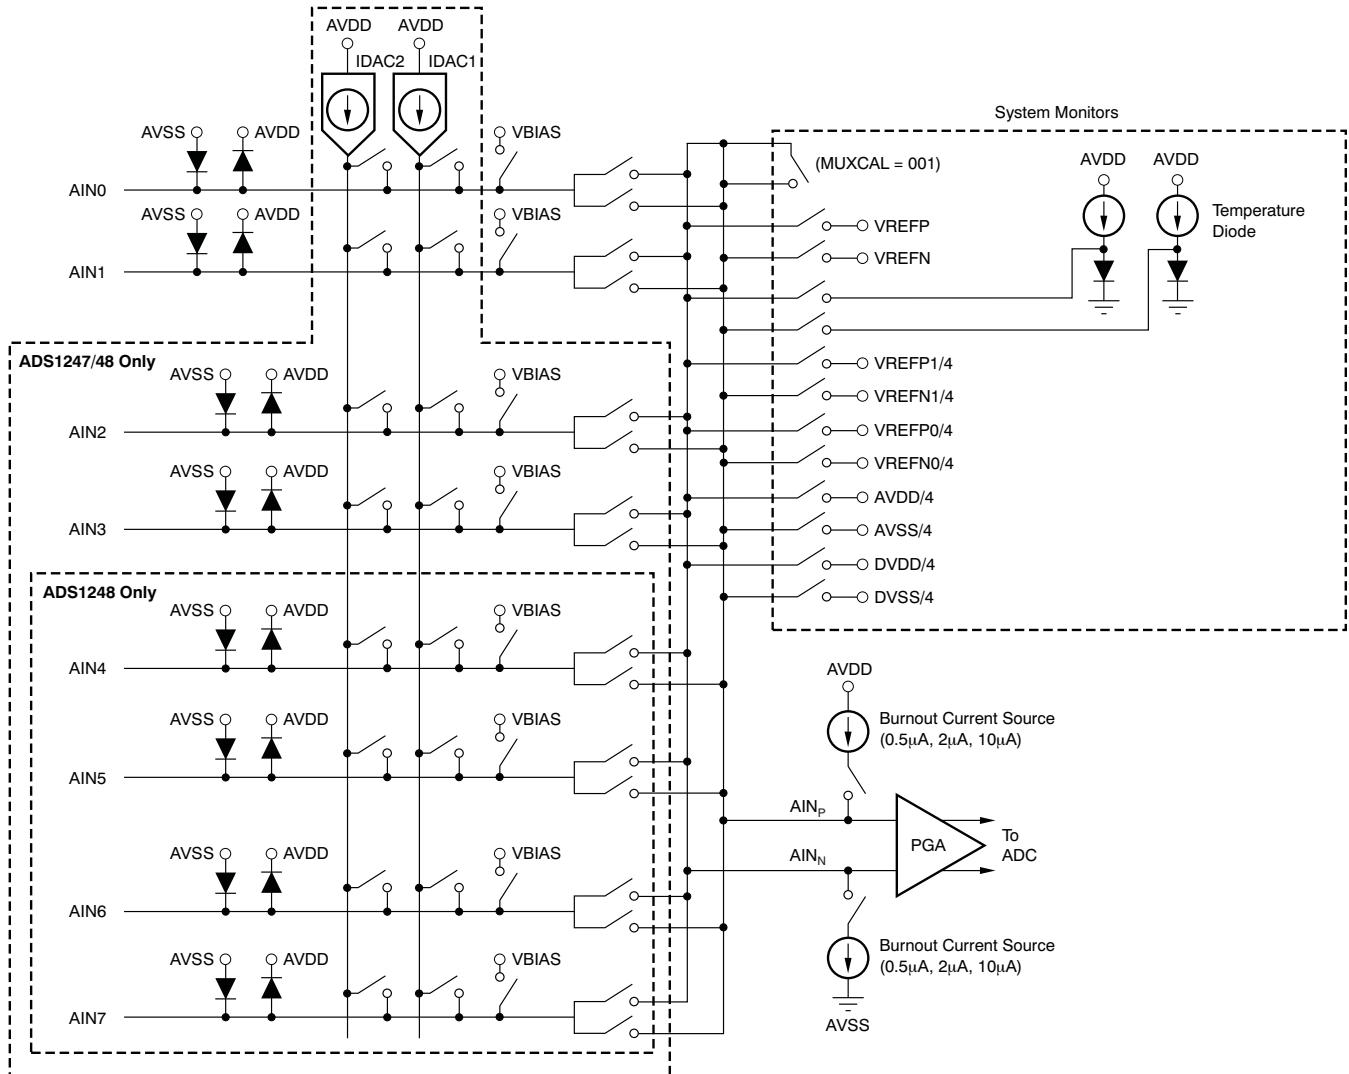 AVDD AVDD
IDAC2 IDAC1
System Monitors
AVSS AVDD VBIAS
AIN0
(MUXCAL = 001)
AVDD AVDD
Temperature
Diode
AVSS AVDD VBIAS
AIN1
VREFP
VREFN
ADS1247/48 Only
AVSS AVDD VBIAS
AIN2
VREFP1/4
VREFN1/4
VREFP0/4
VREFN0/4
AVSS AVDD VBIAS
AIN3
AVDD/4
AVSS/4
DVDD/4
DVSS/4
ADS1248 Only
AVSS AVDD VBIAS
AIN4
AVSS AVDD VBIAS
AIN5
AVDD
Burnout Current Source
(0.5μA, 2μA, 10μA)
AINP
PGA
To
ADC
AINN
AVSS AVDD VBIAS
AIN6
Burnout Current Source
(0.5μA, 2μA, 10μA)
AVSS
AVSS AVDD VBIAS
AIN7